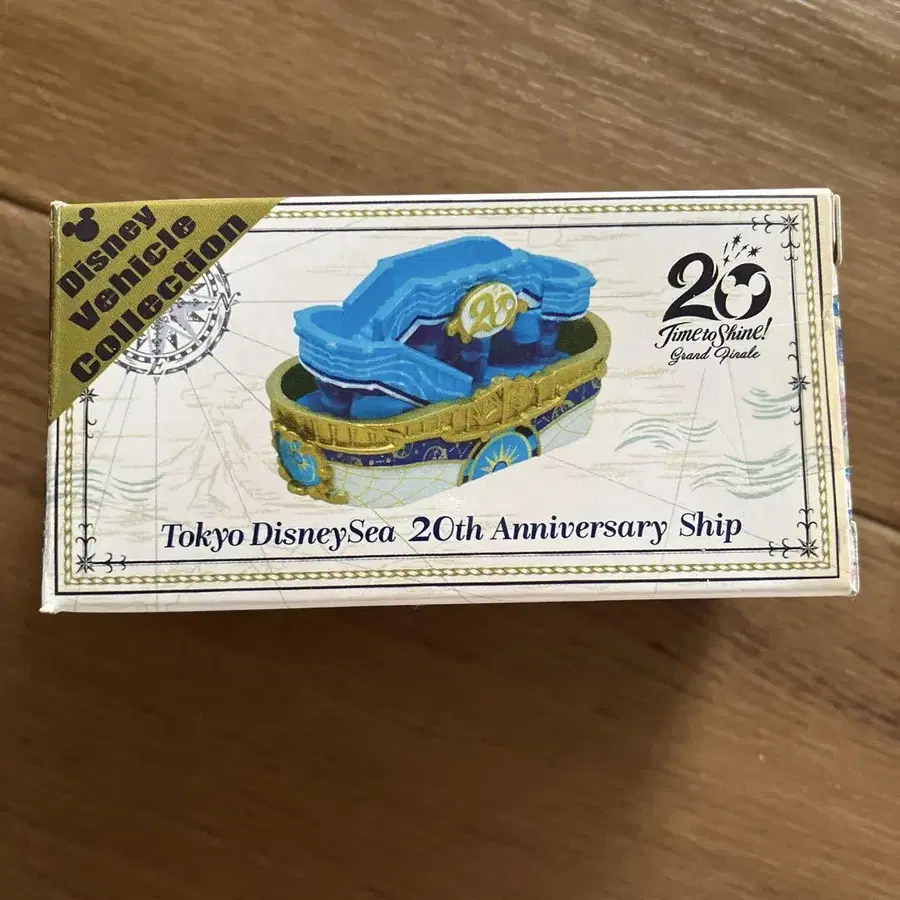 Disney
Vehicle
Collection
20
20
Time to Shine!
Grand Finale
Tokyo DisneySea 20th Anniversary Ship